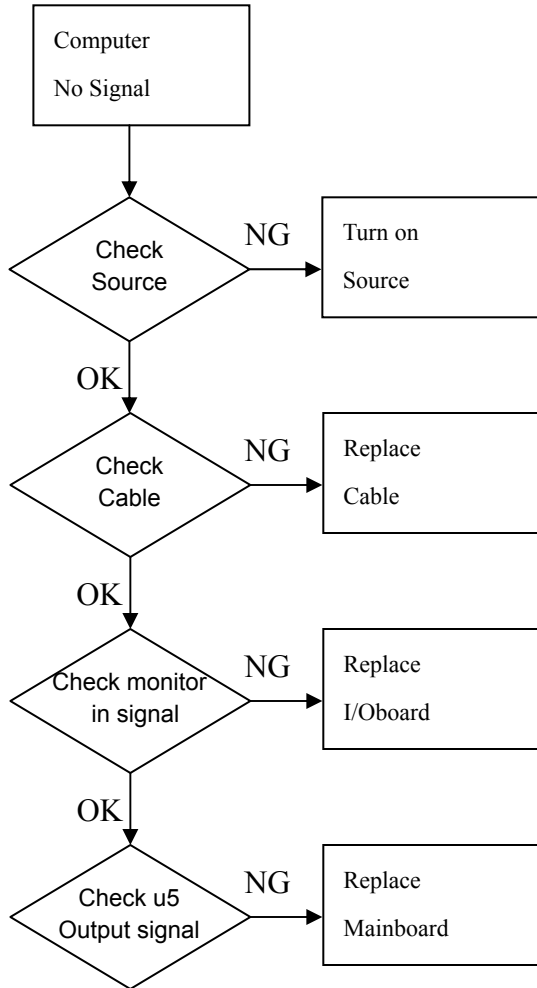 Computer
No Signal
Check
Source
NG
Turn on
Source
OK
Check
Cable
NG
Replace
Cable
OK
Check monitor
in signal
NG
Replace
I/Oboard
OK
Check u5
Output signal
NG
Replace
Mainboard